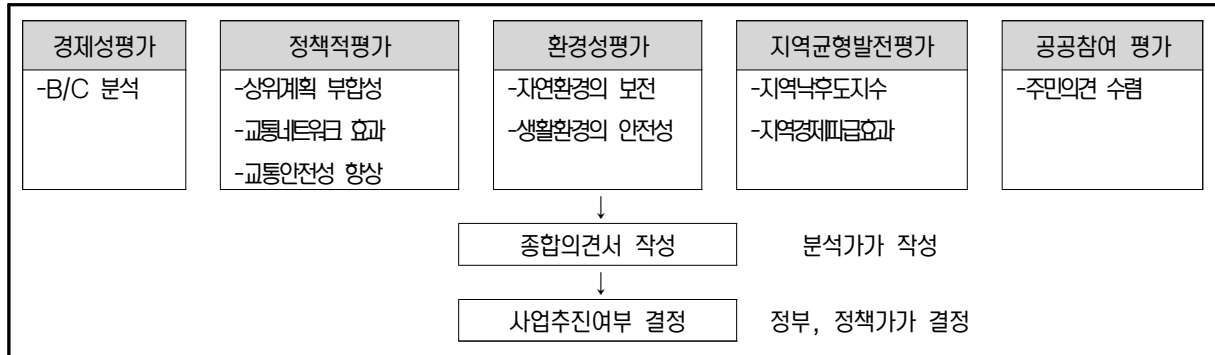 경제성평가
-B/C 분석
정책적평가
-상위계획 부합성
-교통네트워크 효과
-교통안전성 향상
환경성평가
-자연환경의 보전
-생활환경의 안전성
지역균형발전평가
-지역낙후도지수
-지역경제파급효과
공공참여 평가
-주민의견 수렴
↓
종합의견서 작성 분석가가 작성
↓
사업추진여부 결정 정부, 정책가가 결정